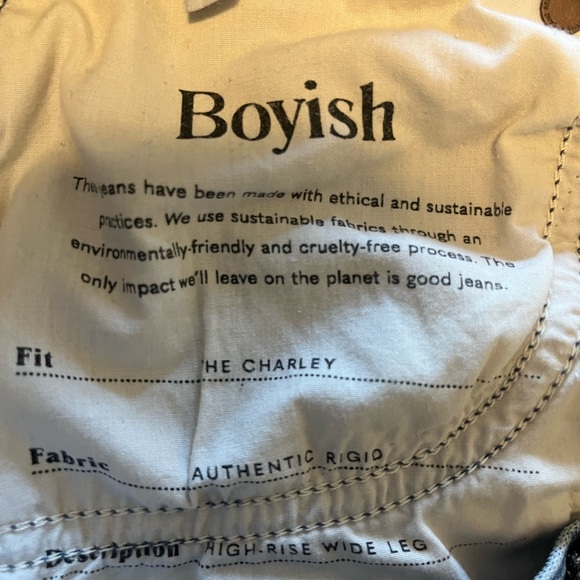 Boyish
These jeans have been made with ethical and sustainable
practices. We use sustainable fabrics through an
environmentally-friendly and cruelty-free process. The
only impact we'll leave on the planet is good jeans.
Fit THE CHARLEY
Fabric AUTHENTIC RIGID
Description HIGH-RISE WIDE LEG